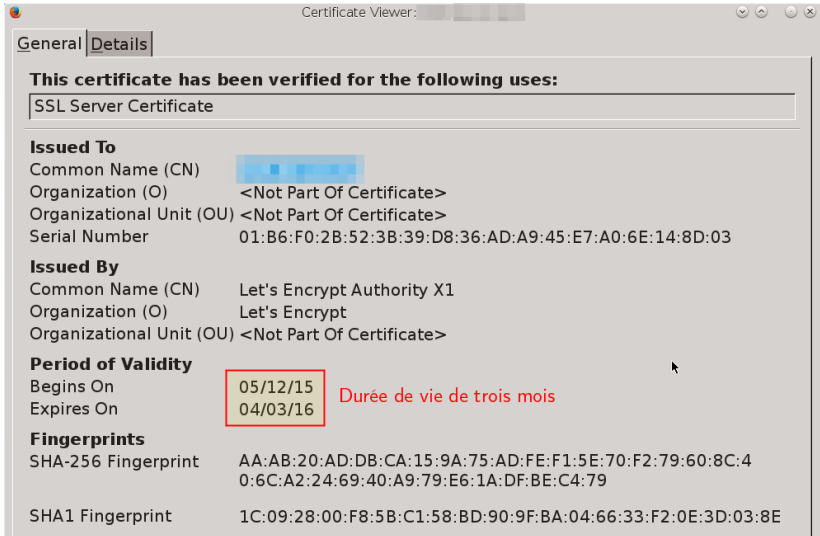 Certificate Viewer:
General Details
This certificate has been verified for the following uses:
SSL Server Certificate
Issued To
Common Name (CN)
Organization (O) <Not Part Of Certificate>
Organizational Unit (OU) <Not Part Of Certificate>
Serial Number 01:B6:F0:2B:52:3B:39:D8:36:AD:A9:45:E7:A0:6E:14:8D:03
Issued By
Common Name (CN) Let's Encrypt Authority X1
Organization (O) Let's Encrypt
Organizational Unit (OU) <Not Part Of Certificate>
Period of Validity
Begins On 05/12/15
Expires On 04/03/16
Durée de vie de trois mois
Fingerprints
SHA-256 Fingerprint AA:AB:20:AD:DB:CA:15:9A:75:AD:FE:F1:5E:70:F2:79:60:8C:4
0:6C:A2:24:69:40:A9:79:E6:1A:DF:BE:C4:79
SHA1 Fingerprint 1C:09:28:00:F8:5B:C1:58:BD:90:9F:BA:04:66:33:F2:0E:3D:03:8E